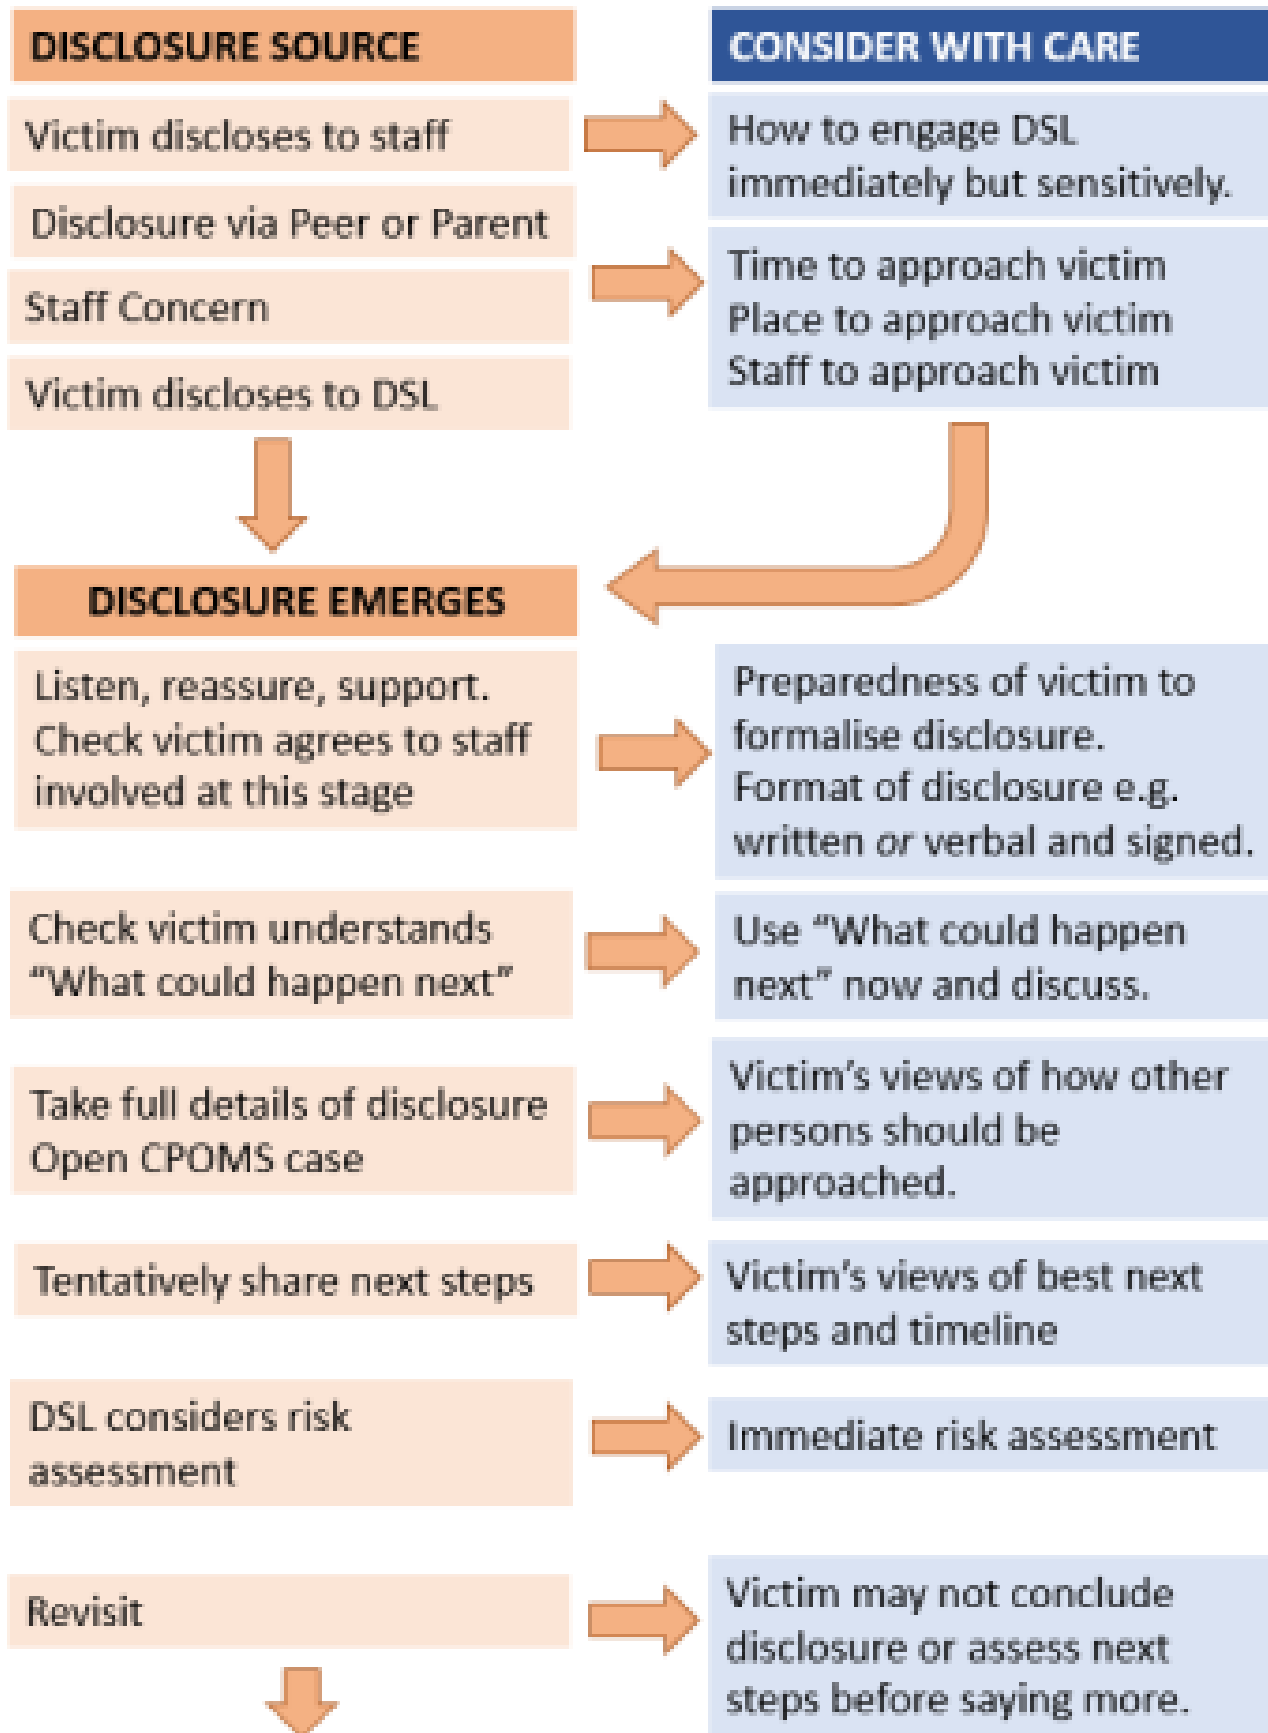 DISCLOSURE SOURCE
CONSIDER WITH CARE
Victim discloses to staff
How to engage DSL
immediately but sensitively.
Disclosure via Peer or Parent
Staff Concern
Time to approach victim
Place to approach victim
Staff to approach victim
Victim discloses to DSL
DISCLOSURE EMERGES
Listen, reassure, support.
Check victim agrees to staff
involved at this stage
Preparedness of victim to
formalise disclosure.
Format of disclosure e.g.
written or verbal and signed.
Check victim understands
“What could happen next”
Use “What could happen
next” now and discuss.
Take full details of disclosure
Open CPOMS case
Victim’s views of how other
persons should be
approached.
Tentatively share next steps
Victim’s views of best next
steps and timeline
DSL considers risk
assessment
Immediate risk assessment
Revisit
Victim may not conclude
disclosure or assess next
steps before saying more.